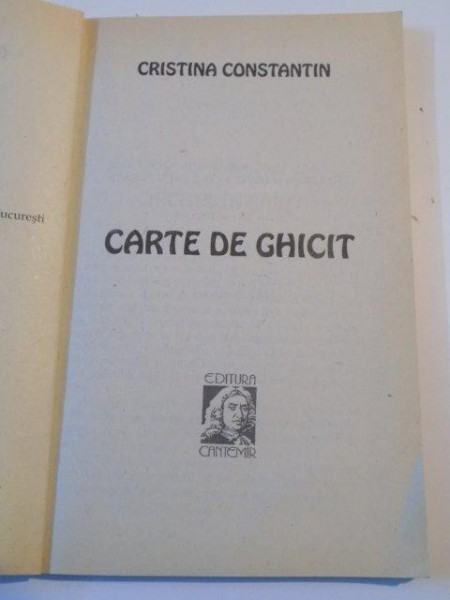 ucurești
CRISTINA CONSTANTIN
CARTE DE GHICIT
EDITURA
CANTEMIR